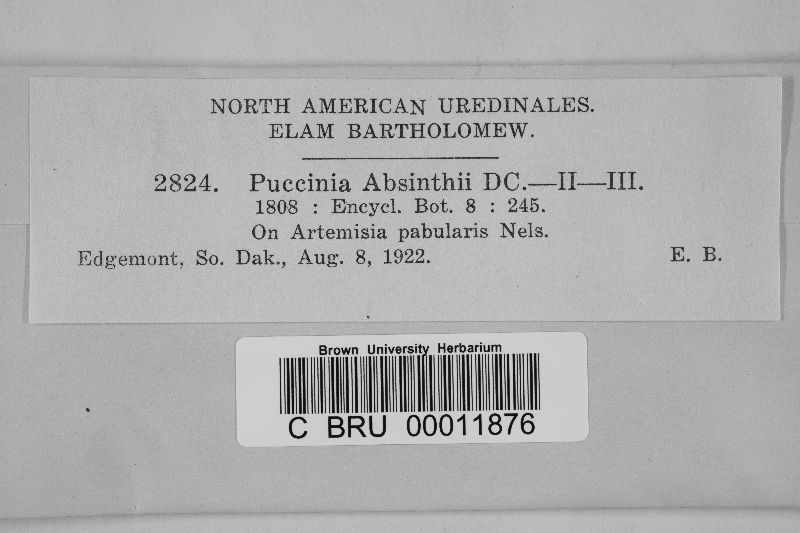 NORTH AMERICAN UREDINALES.
ELAM BARTHOLOMEW.
2824. Puccinia Absinthii DC.—II—III.
1808 : Encycl. Bot. 8 : 245.
On Artemisia pabularis Nels.
Edgemont, So. Dak., Aug. 8, 1922. E. B.
Brown University Herbarium
C BRU 00011876